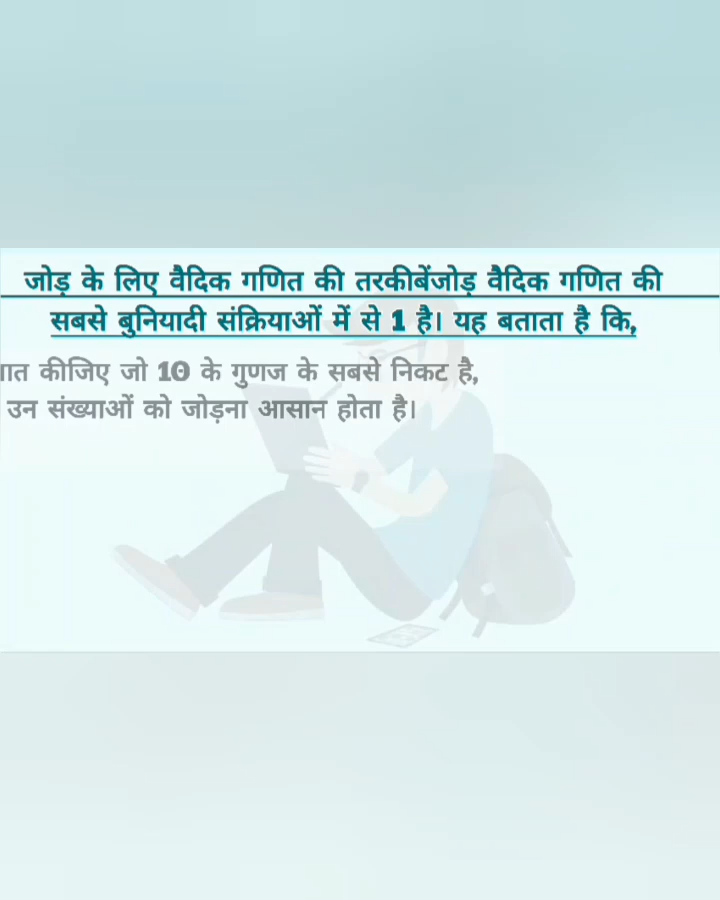 जोड़ के लिए वैदिक गणित की तरकीबेंजोड़ वैदिक गणित की
सबसे बुनियादी संक्रियाओं में से 1 है। यह बताता है कि,
कीजिए जो 10 के गुणज के सबसे निकट है,
उन संख्याओं को जोड़ना आसान होता है।